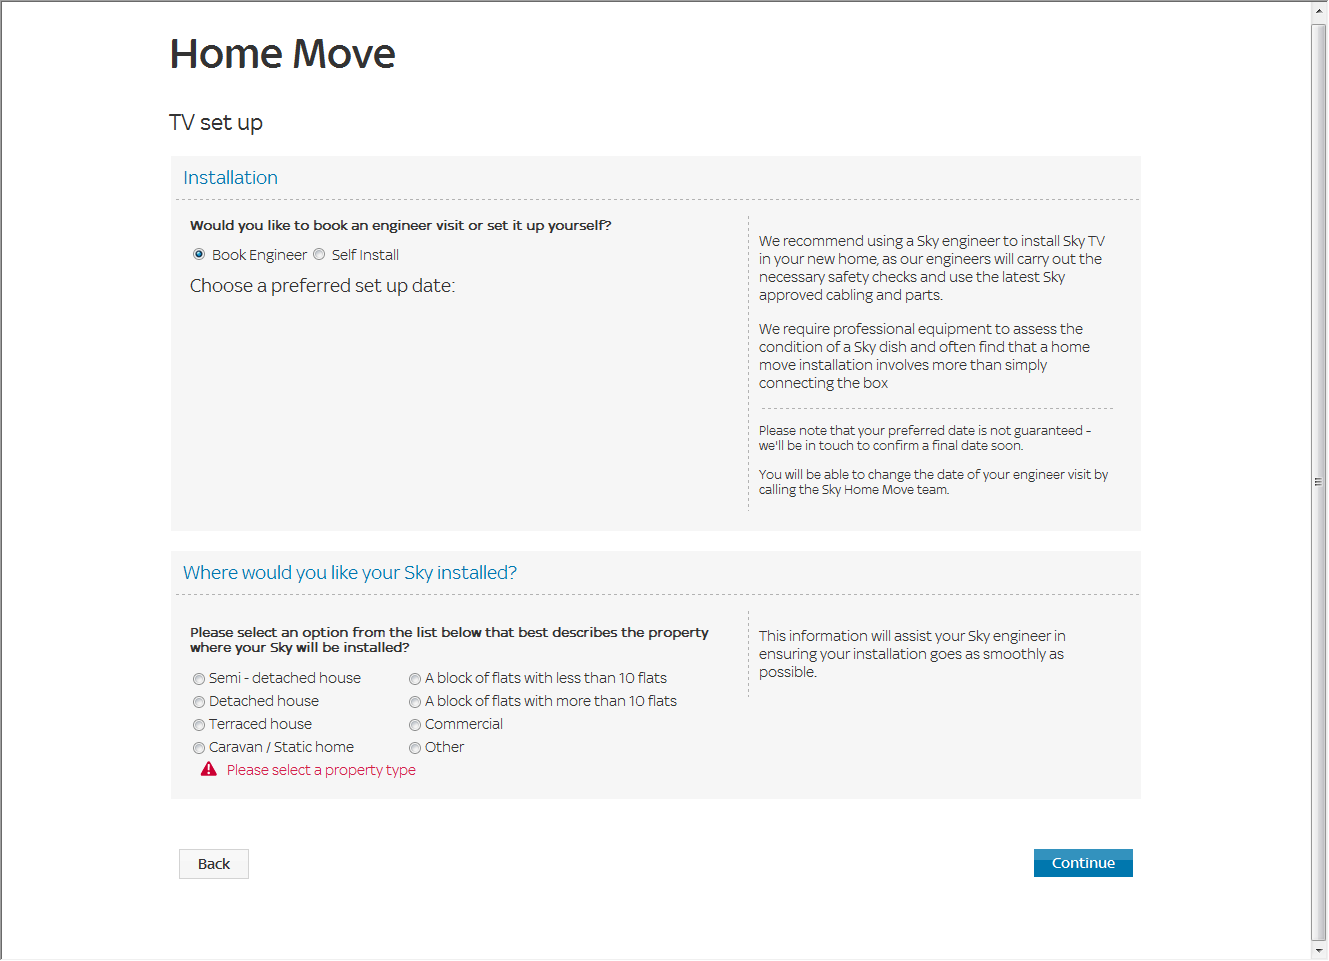 Home Move
TV set up
Installation
Would you like to book an engineer visit or set it up yourself?
Book Engineer Self Install
Choose a preferred set up date:
We recommend using a Sky engineer to install Sky TV
in your new home, as our engineers will carry out the
necessary safety checks and use the latest Sky
approved cabling and parts.
We require professional equipment to assess the
condition of a Sky dish and often find that a home
move installation involves more than simply
connecting the box
Please note that your preferred date is not guaranteed -
we'll be in touch to confirm a final date soon.
You will be able to change the date of your engineer visit by
calling the Sky Home Move team.
Where would you like your Sky installed?
Please select an option from the list below that best describes the property
where your Sky will be installed?
Semi - detached house
Detached house
Terraced house
Caravan / Static home
A block of flats with less than 10 flats
A block of flats with more than 10 flats
Commercial
Other
Please select a property type
This information will assist your Sky engineer in
ensuring your installation goes as smoothly as
possible.
Back
Continue